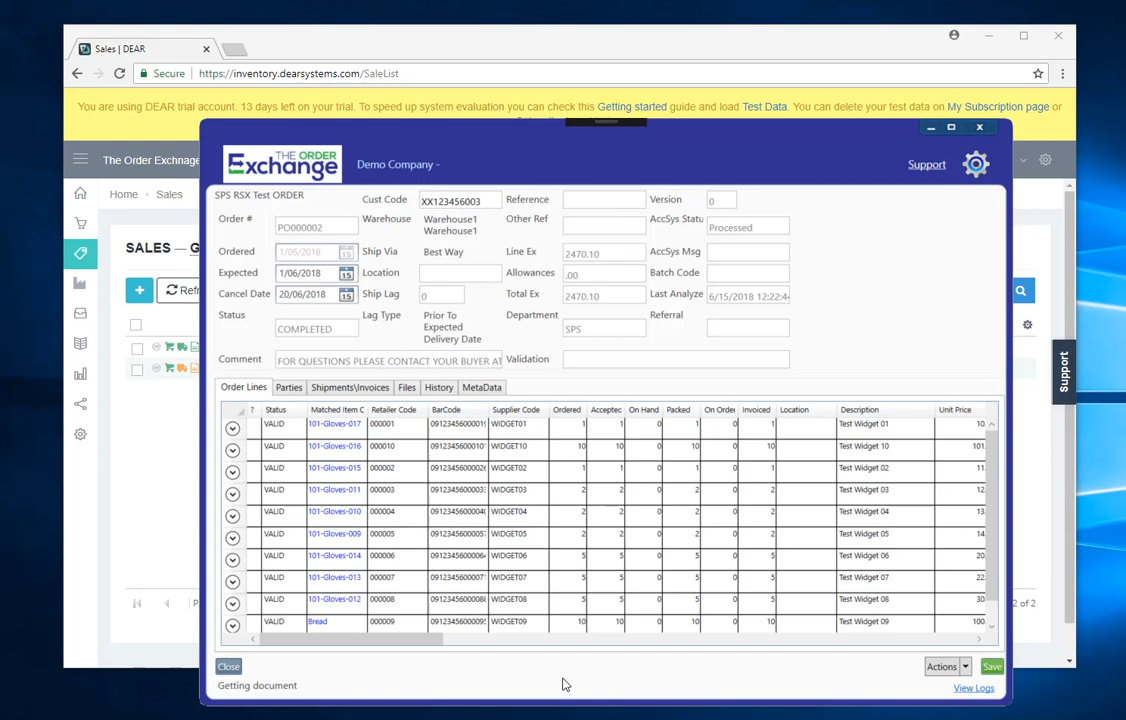 Sales | DEAR
Secure https://inventory.dearsystems.com/SaleList
You are using DEAR trial account. 13 days left on your trial. To speed up system evaluation you can check this Getting started guide and load Test Data. You can delete your test data on My Subscription page or
The Order Exchnage
THE ORDER
Exchange
Demo Company -
Support
Home Sales
SALES — G
Refr
SPS RSX Test ORDER
Cust Code XX123456003 Reference Version 0
Order # PO000002 Warehouse Warehouse1 Other Ref AccSys Statu Processed
Warehouse1
Ordered 1/06/2018 15 Ship Via Best Way Line Ex 2470.10 AccSys Msg
Expected 1/06/2018 15 Location Allowances .00 Batch Code
Cancel Date 20/06/2018 15 Ship Lag 0 Total Ex 2470.10 Last Analyze 6/15/2018 12:22:44
Status COMPLETED Lag Type Prior To Expected Delivery Date Department SPS Referral
Comment FOR QUESTIONS PLEASE CONTACT YOUR BUYER AT Validation
Order Lines Parties Shipments\Invoices Files History MetaData
? Status Matched Item C Retailer Code BarCode Supplier Code Ordered Accepted On Hand Packed On Order Invoiced Location Description Unit Price
VALID 101-Gloves-017 000001 WIDGET01 1 1 0 1 0 1 Test Widget 01 10.
VALID 101-Gloves-016 000010 WIDGET10 10 10 0 10 0 10 Test Widget 10 101.
VALID 101-Gloves-015 000002 WIDGET02 1 1 0 1 0 1 Test Widget 02 11.
VALID 101-Gloves-011 000003 WIDGET03 2 2 0 2 0 2 Test Widget 03 12.
VALID 101-Gloves-010 000004 WIDGET04 2 2 0 2 0 2 Test Widget 04 13.
VALID 101-Gloves-009 000005 WIDGET05 2 2 0 2 0 2 Test Widget 05 14.
VALID 101-Gloves-014 000006 WIDGET06 5 5 0 5 0 5 Test Widget 06 20.
VALID 101-Gloves-013 000007 WIDGET07 5 5 0 5 0 5 Test Widget 07 22.
VALID 101-Gloves-012 000008 WIDGET08 5 5 0 5 0 5 Test Widget 08 30.
VALID Bread 000009 WIDGET09 10 10 0 10 0 10 Test Widget 09 100.
P 2 of 2
Support
Close Actions Save
Getting document
View Logs